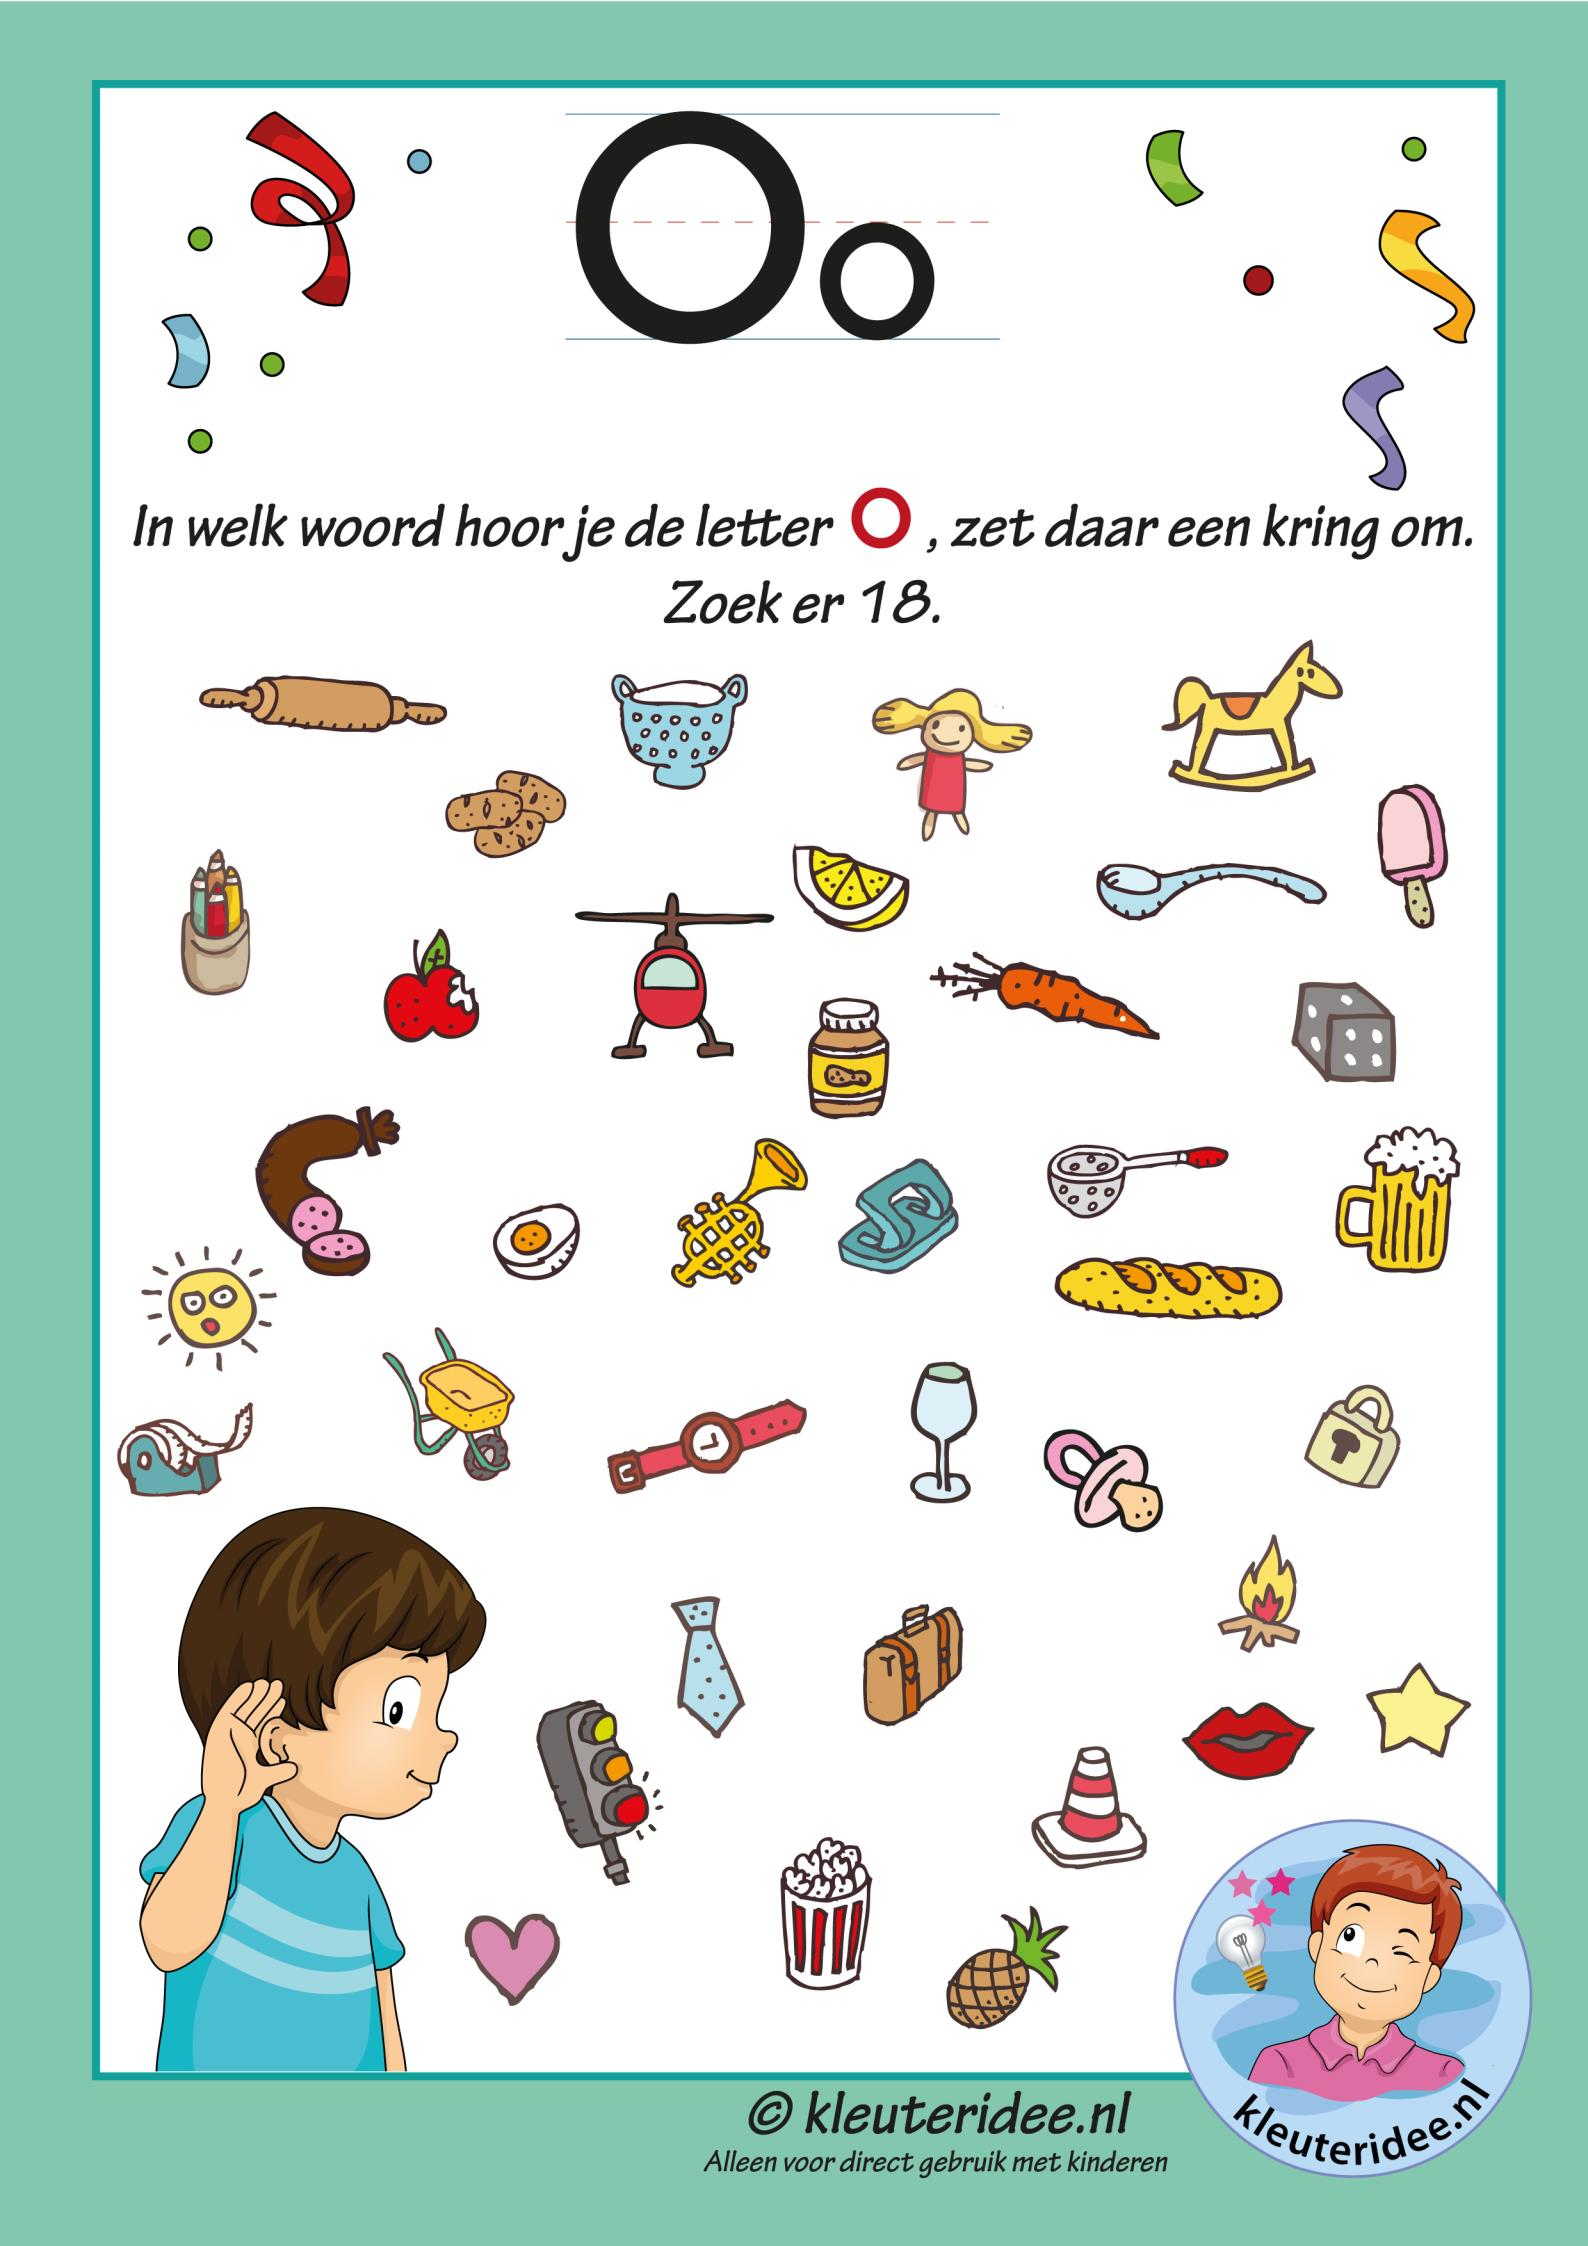 Oo
In welk woord hoor je de letter O , zet daar een kring om.
Zoek er 18.
© kleuteridee.nl
Alleen voor direct gebruik met kinderen
kleuteridee.nl